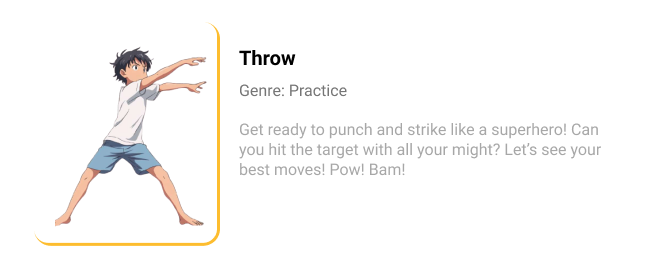 Throw
Genre: Practice
Get ready to punch and strike like a superhero! Can
you hit the target with all your might? Let’s see your
best moves! Pow! Bam!